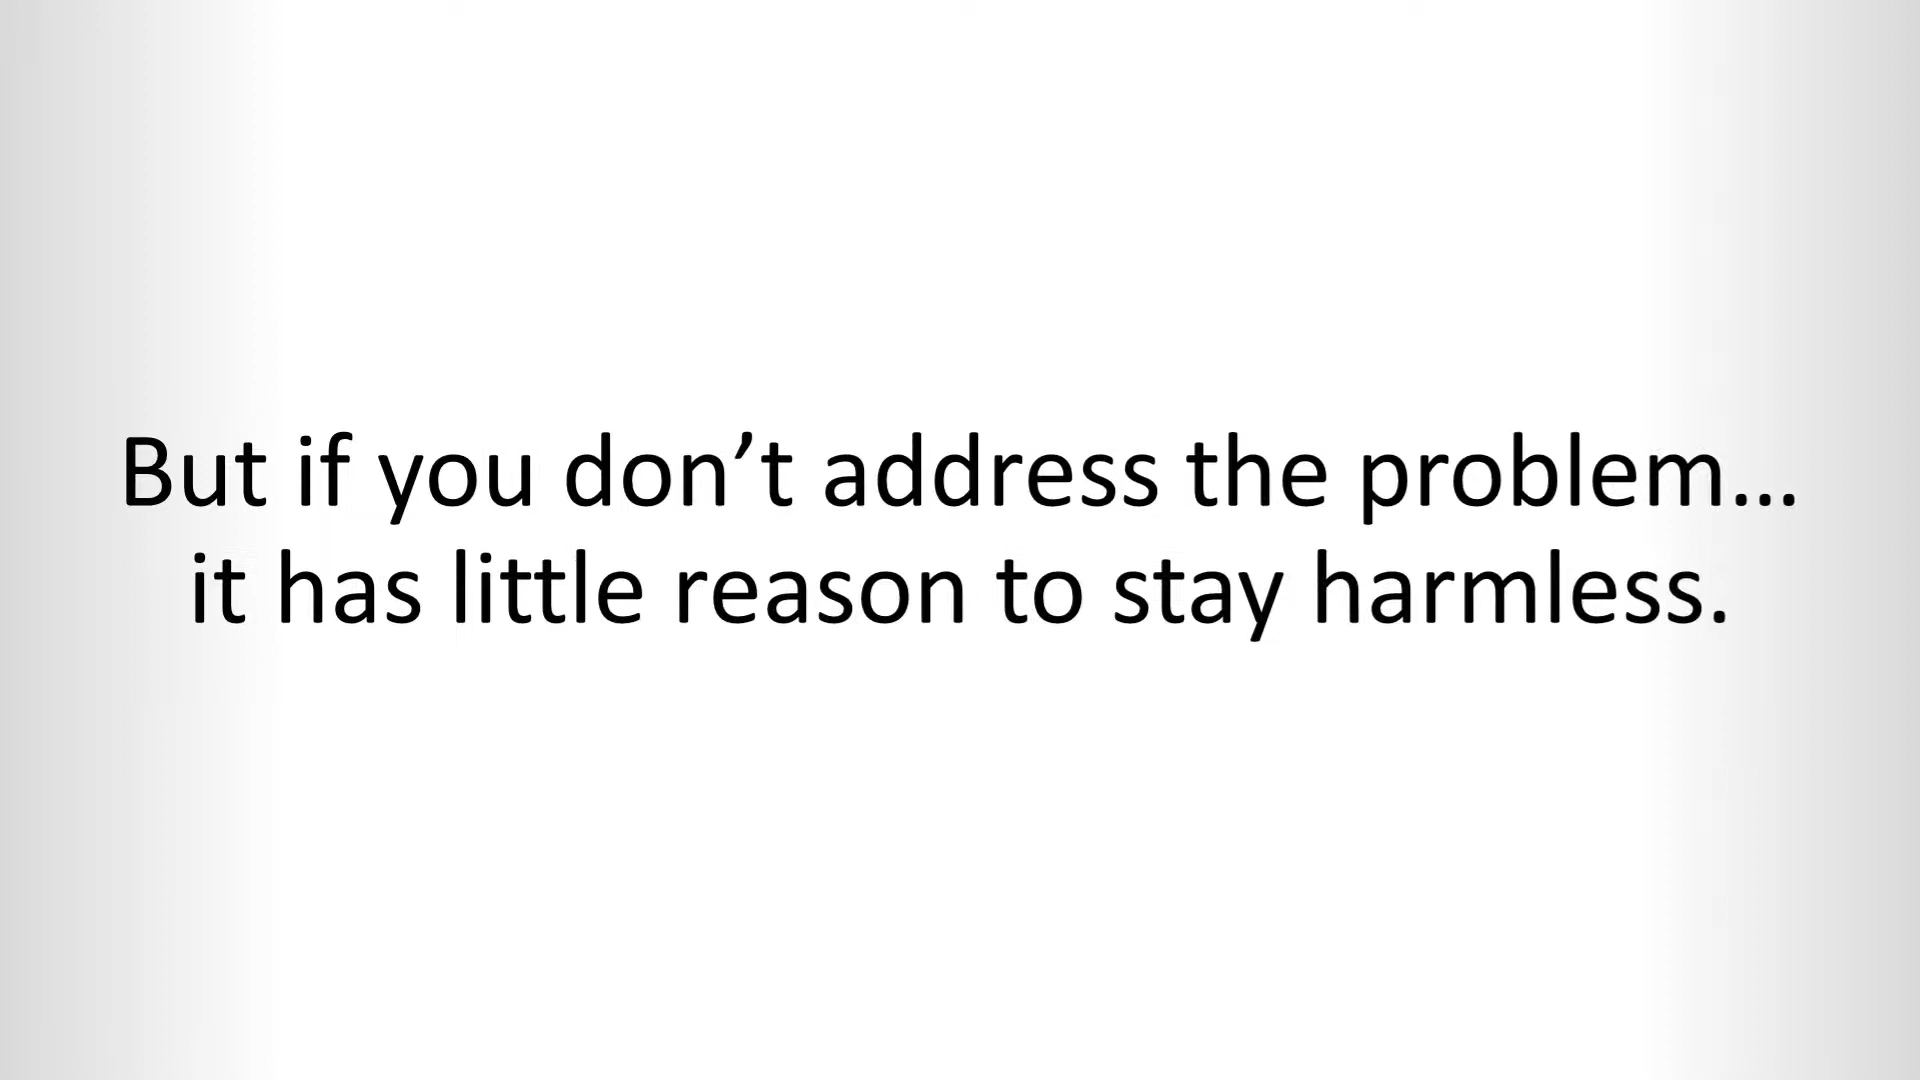 But if you don’t address the problem…
it has little reason to stay harmless.